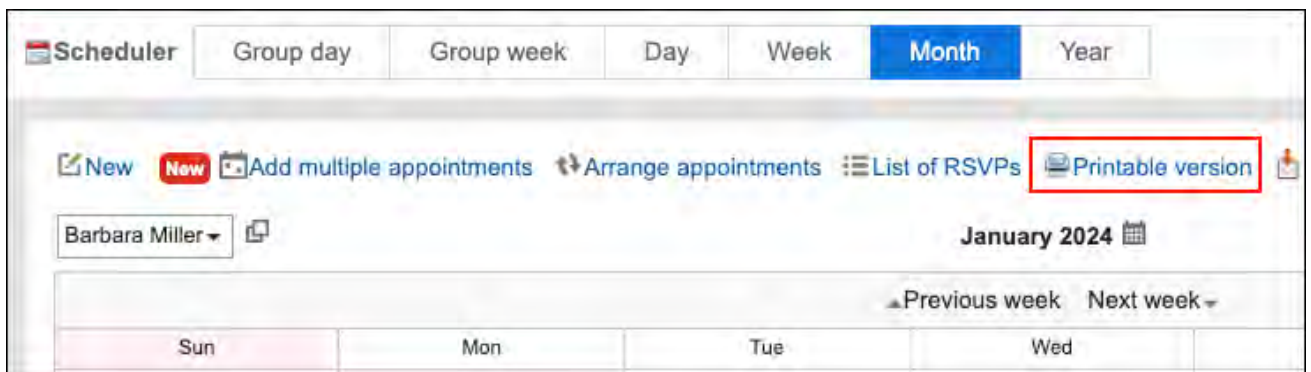 Scheduler Group day Group week Day Week Month Year
New New Add multiple appointments Arrange appointments List of RSVPs Printable version
Barbara Miller January 2024
Previous week Next week
Sun Mon Tue Wed